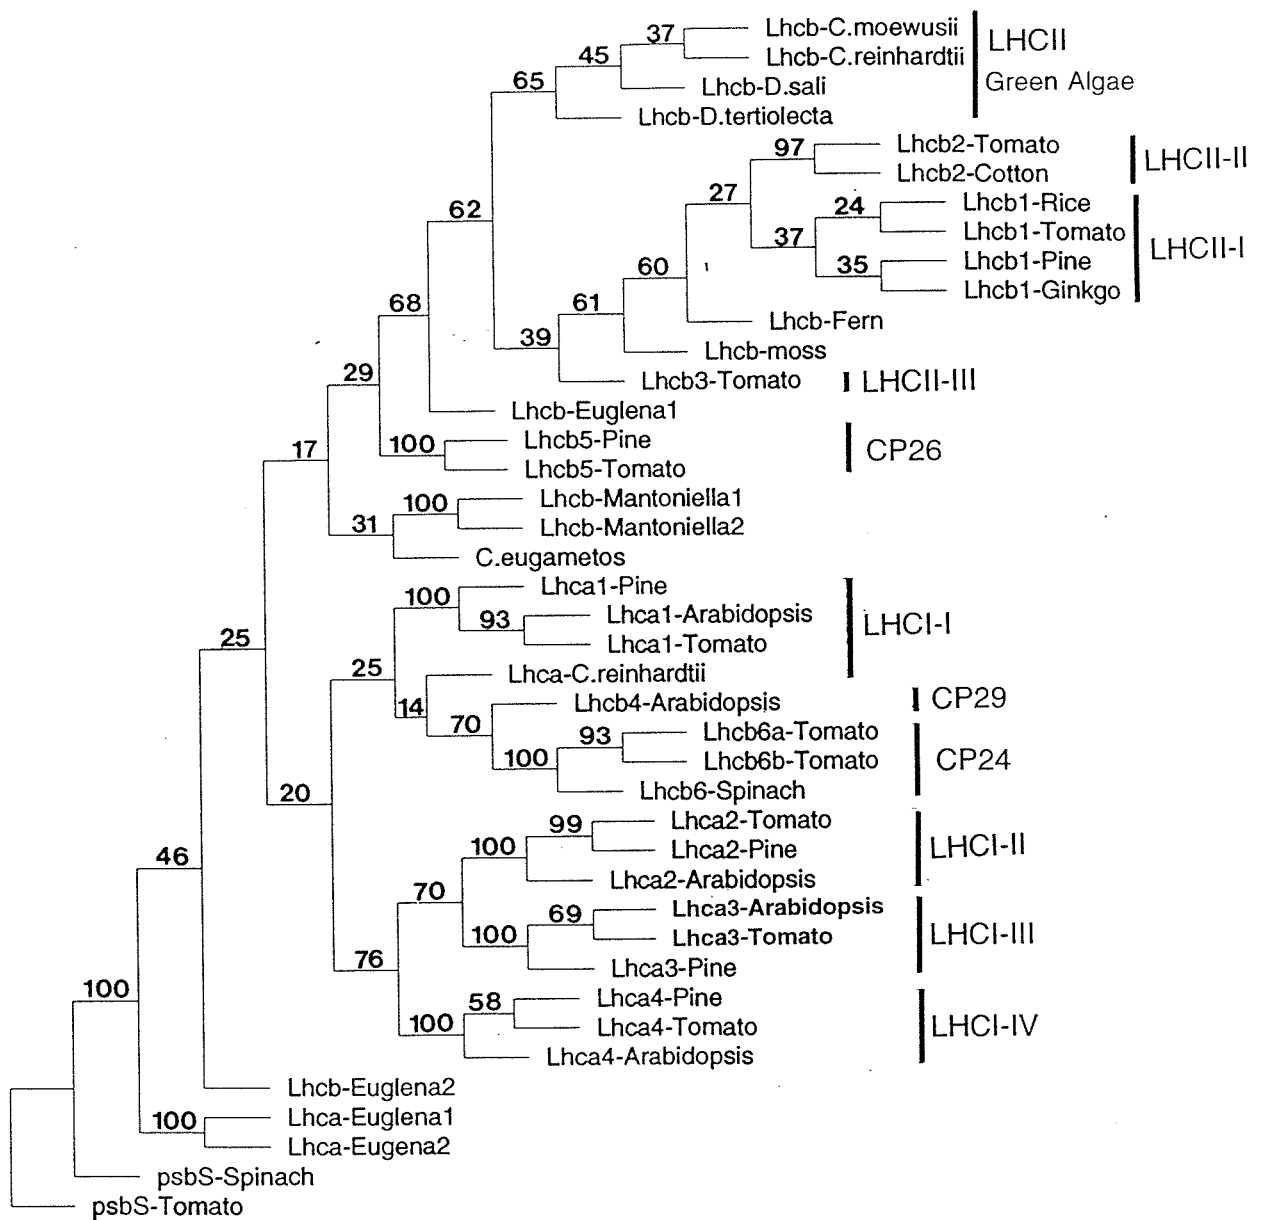 37 Lhcb-C.moewusii LHCII
45 Lhcb-C.reinhardtii
65 Lhcb-D.sali Green Algae
Lhcb-D.tertiolecta
97 Lhcb2-Tomato LHCII-II
Lhcb2-Cotton
27
24 Lhcb1-Rice
62
37 Lhcb1-Tomato LHCII-I
35 Lhcb1-Pine
60
Lhcb1-Ginkgo
68 61 Lhcb-Fern
39 Lhcb-moss
29 Lhcb3-Tomato LHCII-III
Lhcb-Euglena1
17 100 Lhcb5-Pine CP26
Lhcb5-Tomato
100 Lhcb-Mantoniella1
31 Lhcb-Mantoniella2
C.eugametos
100 Lhca1-Pine
93 Lhca1-Arabidopsis LHCI-I
25 Lhca1-Tomato
25 Lhca-C.reinhardtii
14 Lhcb4-Arabidopsis CP29
70 93 Lhcb6a-Tomato
100 Lhcb6b-Tomato CP24
20 Lhcb6-Spinach
99 Lhca2-Tomato
46 100 Lhca2-Pine LHCI-II
Lhca2-Arabidopsis
70
69 Lhca3-Arabidopsis
100 Lhca3-Tomato LHCI-III
76 Lhca3-Pine
100 58 Lhca4-Pine
100 Lhca4-Tomato LHCI-IV
Lhca4-Arabidopsis
Lhcb-Euglena2
100 Lhca-Euglena1
Lhca-Eugena2
psbS-Spinach
psbS-Tomato